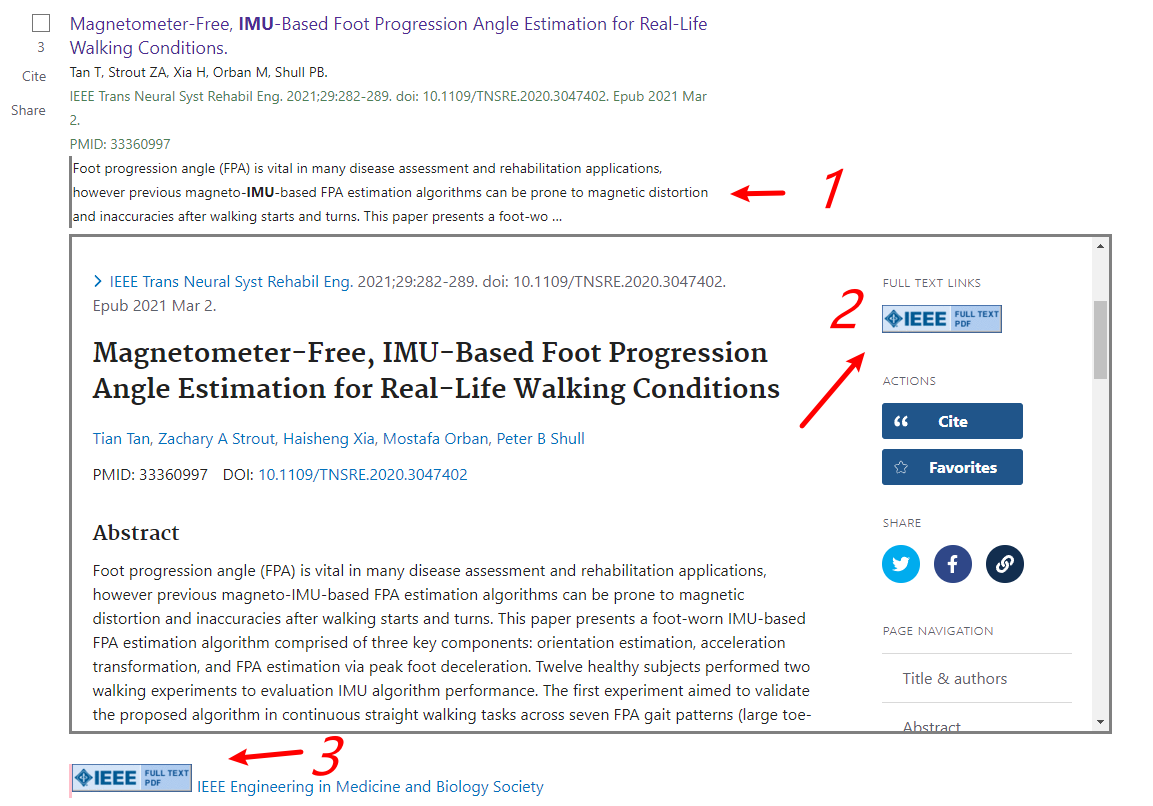 Magnetometer-Free, IMU-Based Foot Progression Angle Estimation for Real-Life
Walking Conditions.
3
Cite
Share
Tan T, Strout ZA, Xia H, Orban M, Shull PB.
IEEE Trans Neural Syst Rehabil Eng. 2021;29:282-289. doi: 10.1109/TNSRE.2020.3047402. Epub 2021 Mar
2.
PMID: 33360997
Foot progression angle (FPA) is vital in many disease assessment and rehabilitation applications,
however previous magneto-IMU-based FPA estimation algorithms can be prone to magnetic distortion
and inaccuracies after walking starts and turns. This paper presents a foot-wo ...
1
IEEE Trans Neural Syst Rehabil Eng. 2021;29:282-289. doi: 10.1109/TNSRE.2020.3047402.
Epub 2021 Mar 2.
Magnetometer-Free, IMU-Based Foot Progression
Angle Estimation for Real-Life Walking Conditions
Tian Tan, Zachary A Strout, Haisheng Xia, Mostafa Orban, Peter B Shull
PMID: 33360997 DOI: 10.1109/TNSRE.2020.3047402
Abstract
Foot progression angle (FPA) is vital in many disease assessment and rehabilitation applications,
however previous magneto-IMU-based FPA estimation algorithms can be prone to magnetic
distortion and inaccuracies after walking starts and turns. This paper presents a foot-worn IMU-based
FPA estimation algorithm comprised of three key components: orientation estimation, acceleration
transformation, and FPA estimation via peak foot deceleration. Twelve healthy subjects performed two
walking experiments to evaluation IMU algorithm performance. The first experiment aimed to validate
the proposed algorithm in continuous straight walking tasks across seven FPA gait patterns (large toe-
2
FULL TEXT LINKS
IEEE FULL TEXT
PDF
ACTIONS
Cite
Favorites
SHARE
PAGE NAVIGATION
Title & authors
Abstract
3
IEEE FULL TEXT
PDF
IEEE Engineering in Medicine and Biology Society